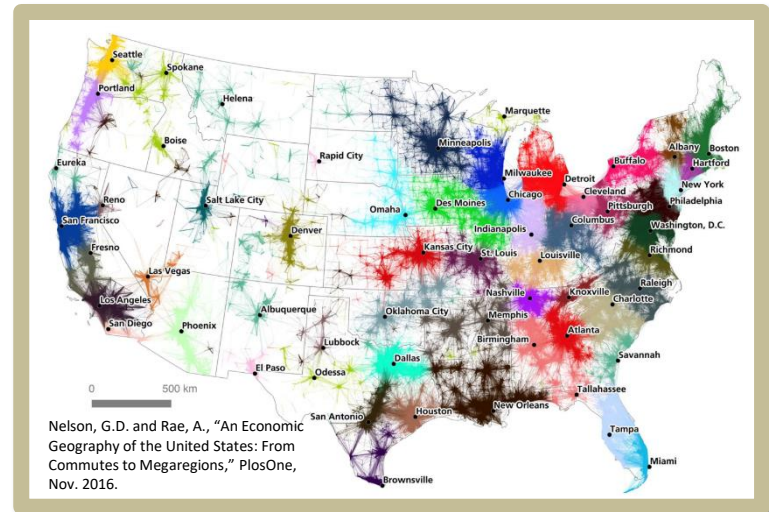 Seattle
Spokane
Portland
Helena
Marquette
Boise
Minneapolis
Rapid City
Albany
Boston
Buffalo
Hartford
Milwaukee
Detroit
Eureka
Reno
Salt Lake City
Omaha
Des Moines
Chicago
Cleveland
New York
Pittsburgh
Philadelphia
San Francisco
Denver
Indianapolis
Columbus
Washington, D.C.
Fresno
Kansas City
St. Louis
Louisville
Richmond
Las Vegas
Los Angeles
Nashville
Knoxville
Raleigh
Charlotte
San Diego
Phoenix
Albuquerque
Oklahoma City
Memphis
Lubbock
Birmingham
Atlanta
Dallas
Savannah
El Paso
Odessa
Tallahassee
0 500 km
San Antonio
Houston
New Orleans
Tampa
Miami
Brownsville
Nelson, G.D. and Rae, A., “An Economic
Geography of the United States: From
Commutes to Megaregions,” PlosOne,
Nov. 2016.